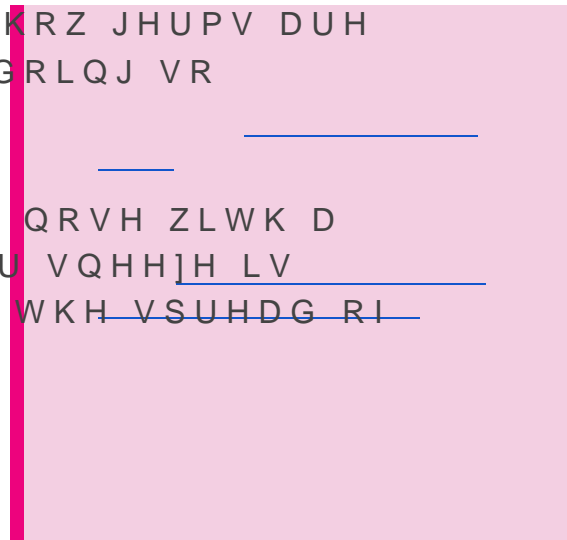 KRZ JHUPV DUH
GRLQJ VR
QRVH ZLWK D
U VQHH]H LV
WKH VSUHDG RI